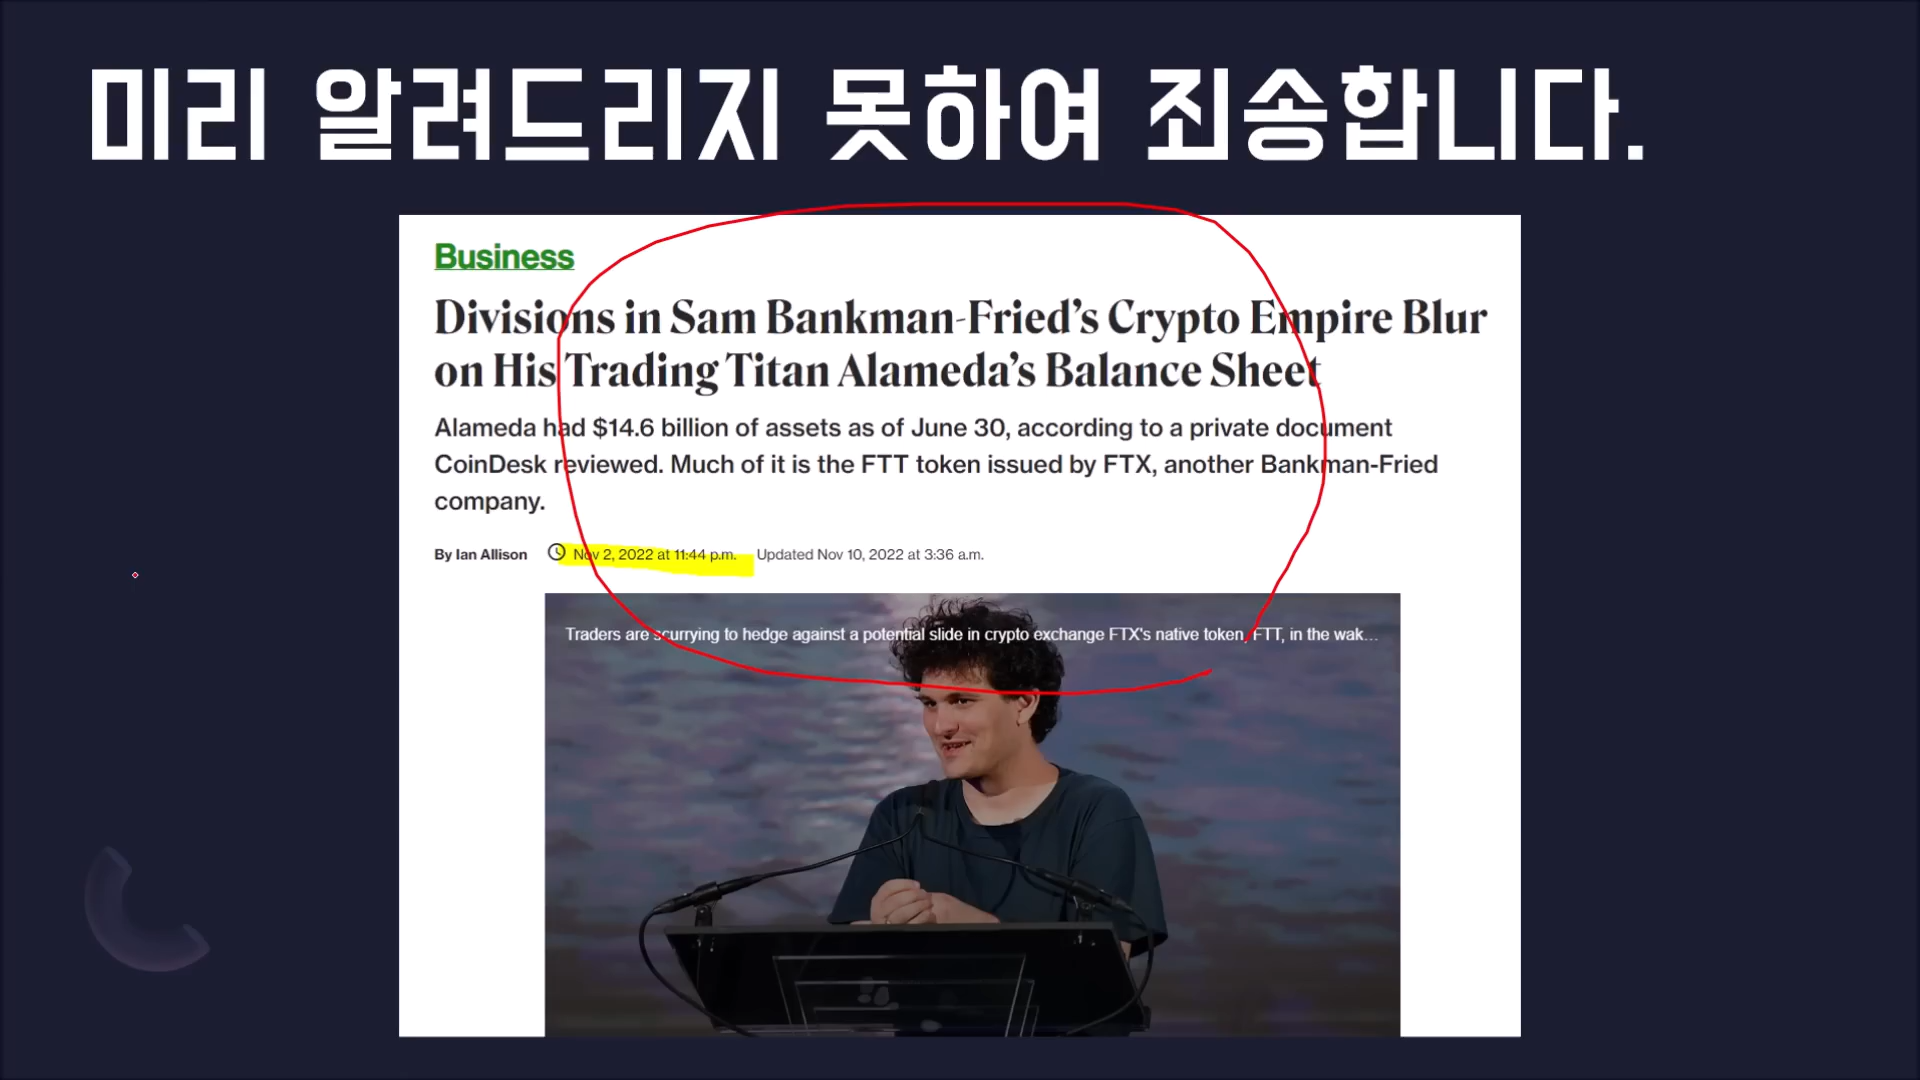 미리 알려드리지 못하여 죄송합니다.
Business
Divisions in Sam Bankman-Fried’s Crypto Empire Blur
on His Trading Titan Alameda’s Balance Sheet
Alameda had $14.6 billion of assets as of June 30, according to a private document
CoinDesk reviewed. Much of it is the FTT token issued by FTX, another Bankman-Fried
company.
By Ian Allison Nov 2, 2022 at 11:44 p.m. Updated Nov 10, 2022 at 3:36 a.m.
Traders are scurrying to hedge against a potential slide in crypto exchange FTX's native token, FTT, in the wak...